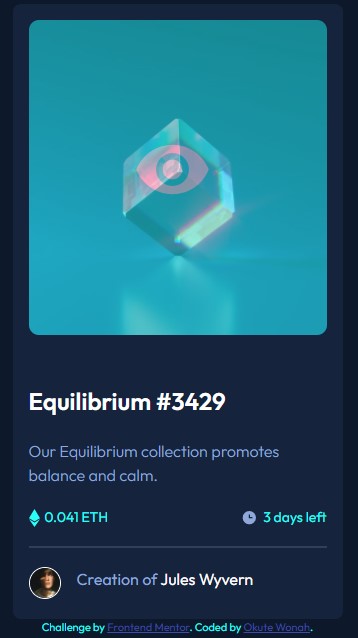 Equilibrium #3429
Our Equilibrium collection promotes
balance and calm.
0.041 ETH
3 days left
Creation of Jules Wyvern
Challenge by Frontend Mentor. Coded by Okute Wonah.